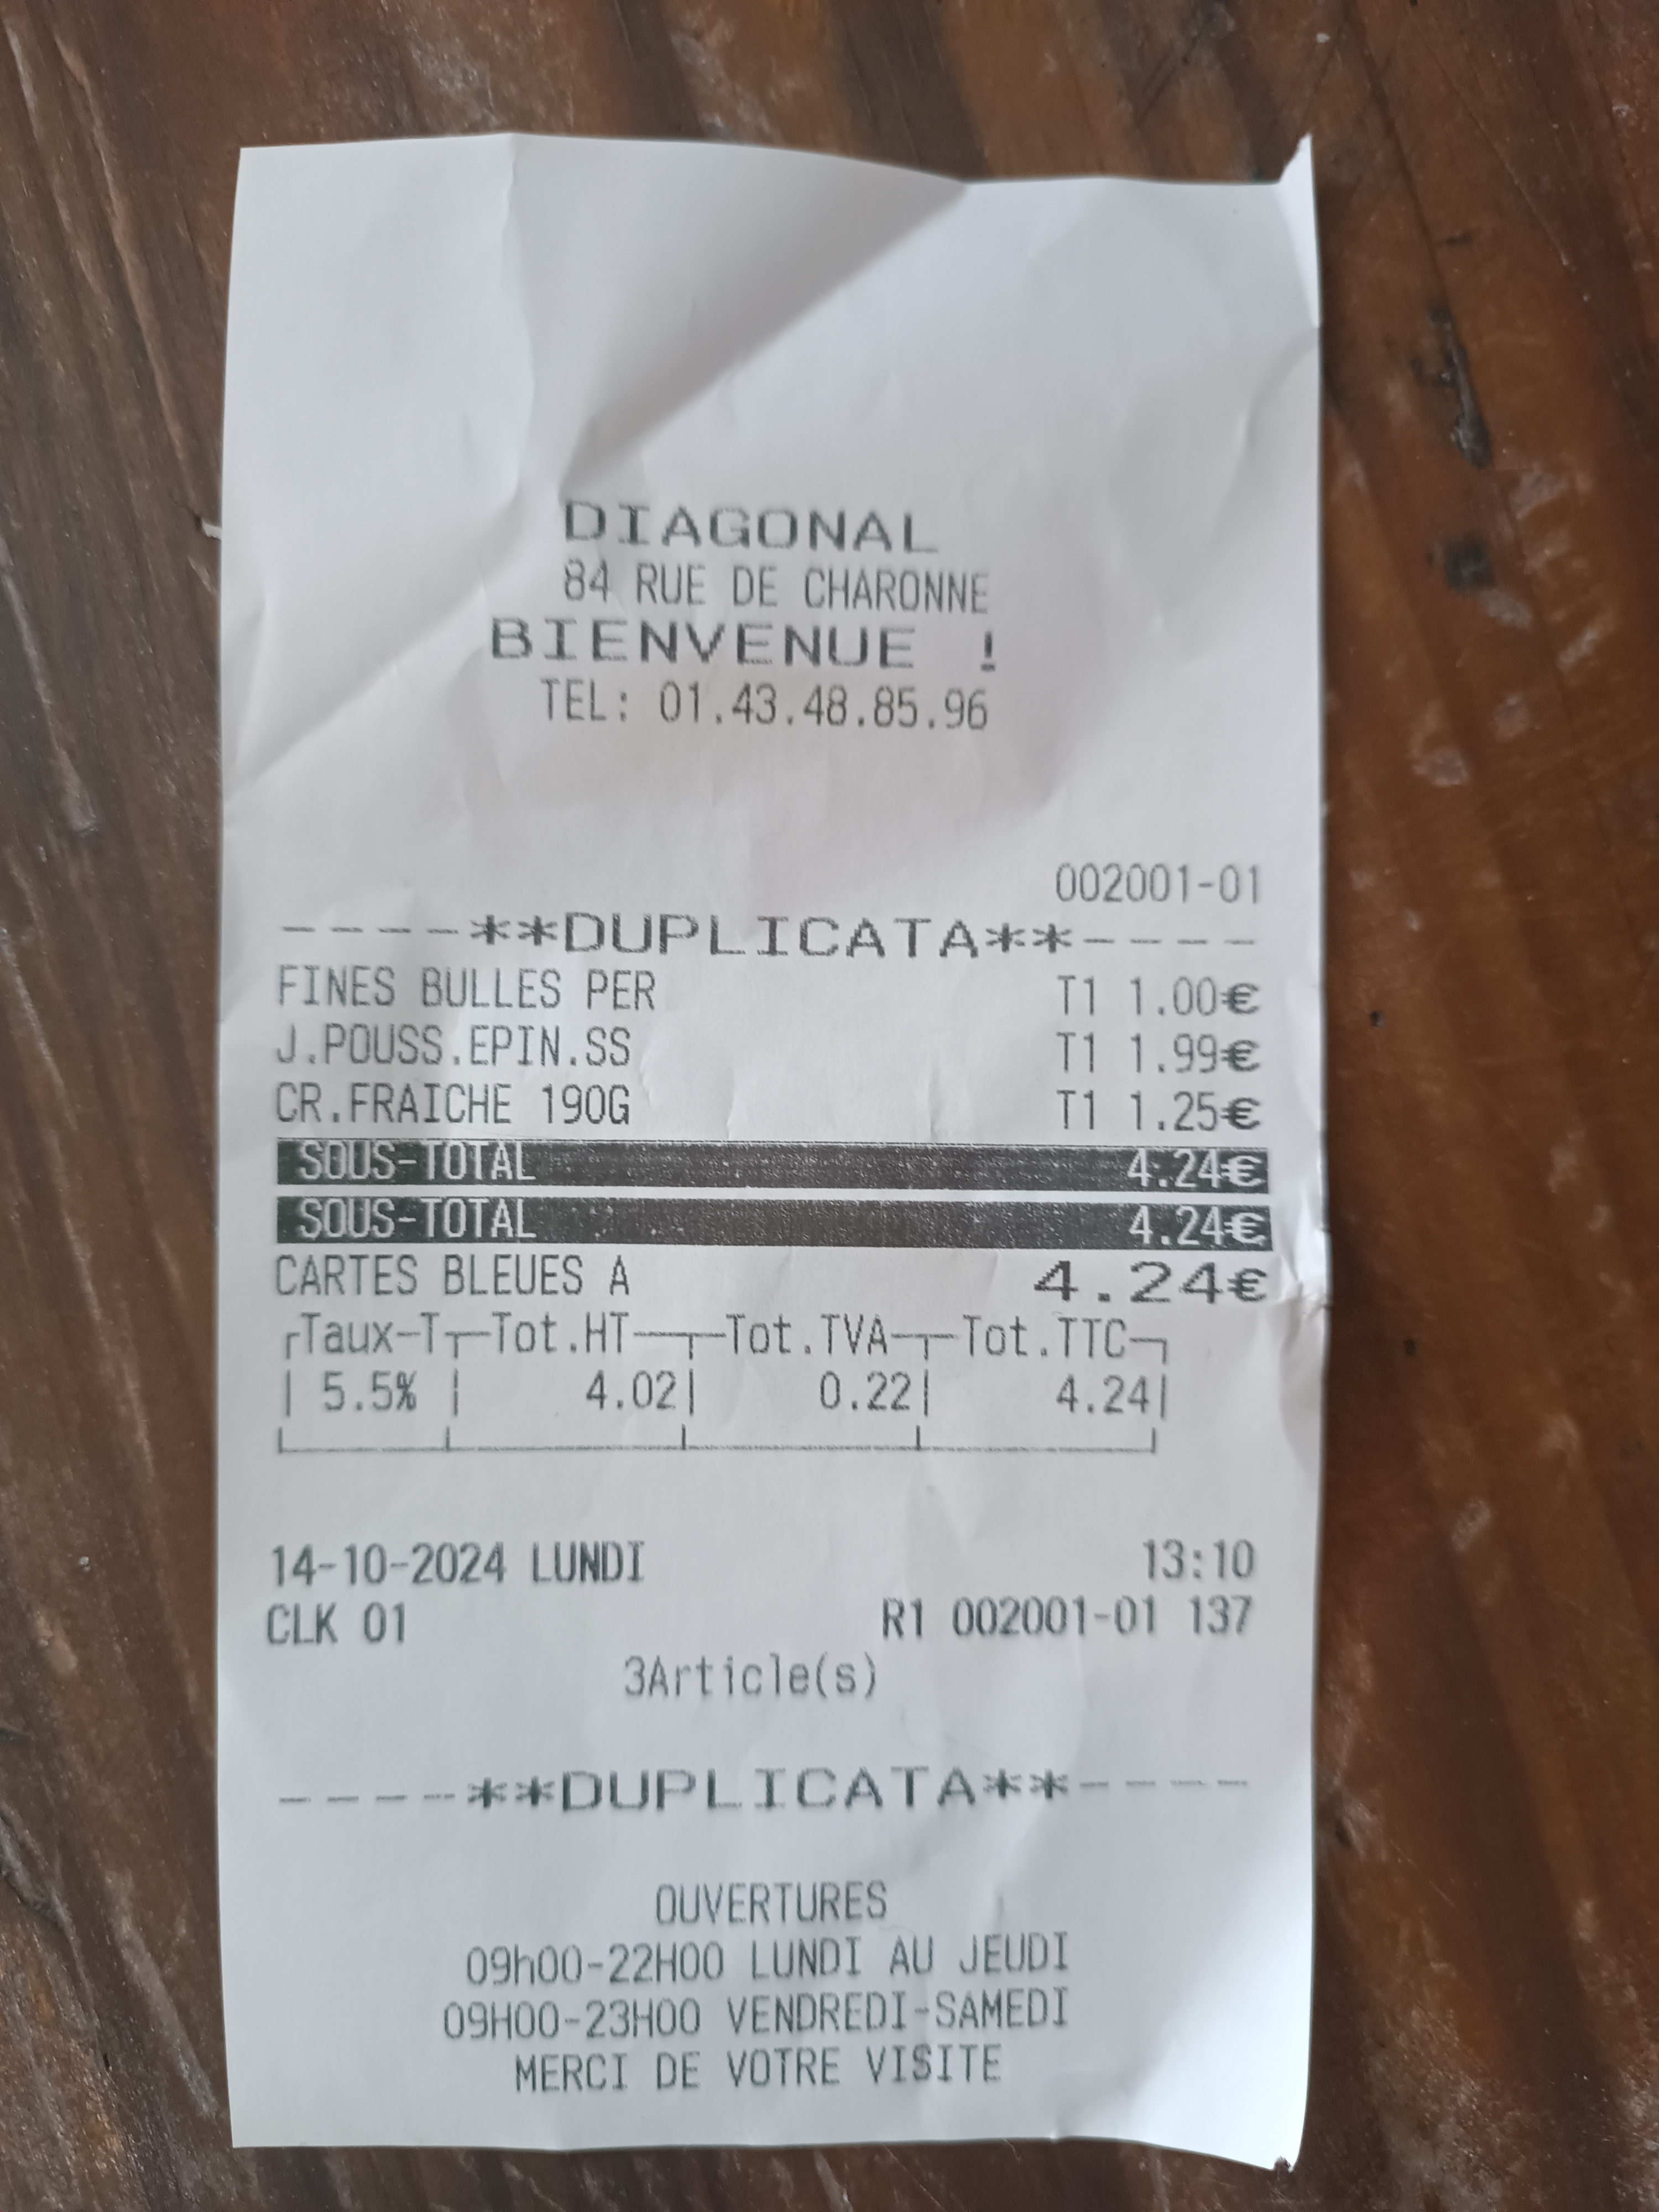 DIAGONAL
84 RUE DE CHARONNE
BIENVENUE !
TEL: 01.43.48.85.96
002001-01
----**DUPLICATA**----
FINES BULLES PER T1 1.00€
J.POUSS.EPIN.SS T1 1.99€
CR.FRAICHE 190G T1 1.25€
SOUS-TOTAL 4.24€
SOUS-TOTAL 4.24€
CARTES BLEUES A 4.24€
Taux-T Tot.HT Tot.TVA Tot.TTC
5.5% 4.02 0.22 4.24
14-10-2024 LUNDI 13:10
CLK 01 R1 002001-01 137
3Article(s)
----**DUPLICATA**----
OUVERTURES
09h00-22H00 LUNDI AU JEUDI
09H00-23H00 VENDREDI-SAMEDI
MERCI DE VOTRE VISITE